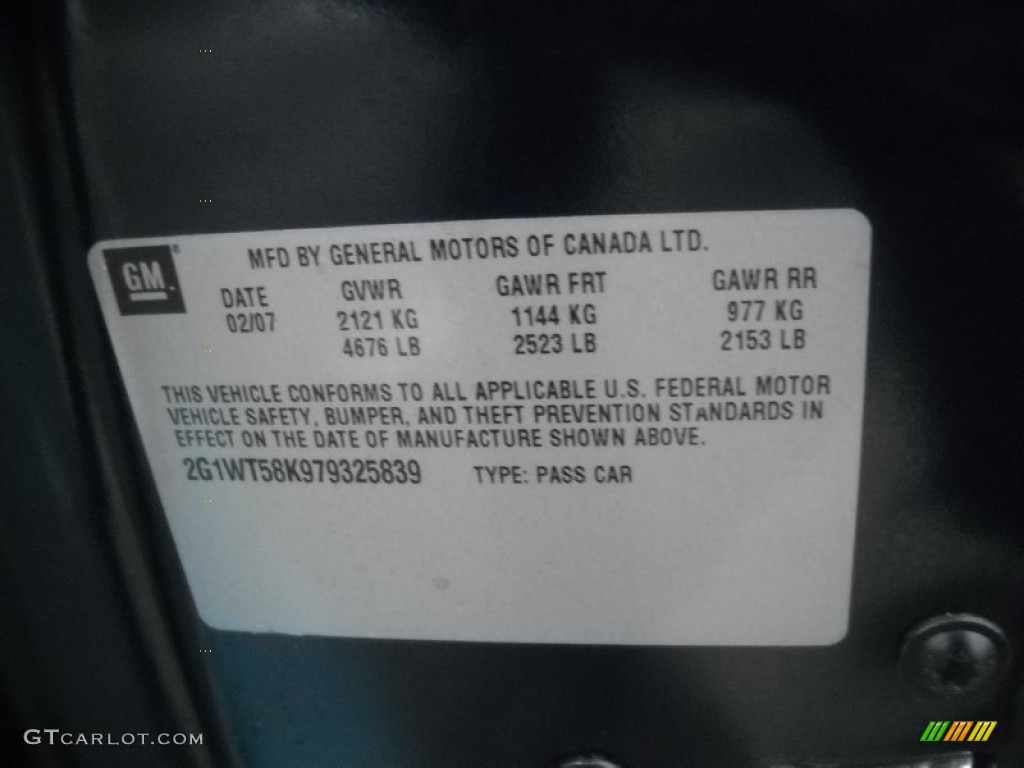 MFD BY GENERAL MOTORS OF CANADA LTD.
GM®
DATE GVWR GAWR FRT GAWR RR
02/07 2121 KG 1144 KG 977 KG
4676 LB 2523 LB 2153 LB
THIS VEHICLE CONFORMS TO ALL APPLICABLE U.S. FEDERAL MOTOR
VEHICLE SAFETY, BUMPER, AND THEFT PREVENTION STANDARDS IN
EFFECT ON THE DATE OF MANUFACTURE SHOWN ABOVE.
2G1WT58K979325839 TYPE: PASS CAR
GTCARLOT.COM